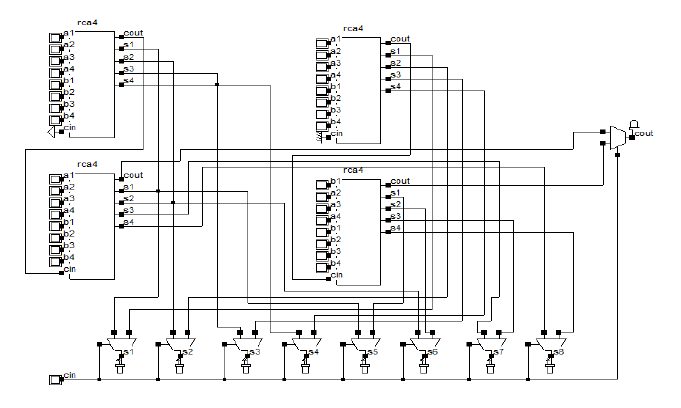 rca4
a1
a2
a3
a4
b1
b2
b3
b4
cin
cout
s1
s2
s3
s4
rca4
a1
a2
a3
a4
b1
b2
b3
b4
cin
cout
s1
s2
s3
s4
cout
rca4
a1
a2
a3
a4
b1
b2
b3
b4
cin
cout
s1
s2
s3
s4
rca4
b1
a2
a3
a4
b1
b2
b3
b4
cin
cout
s1
s2
s3
s4
s1
s2
s3
s4
s5
s6
s7
s8
cin